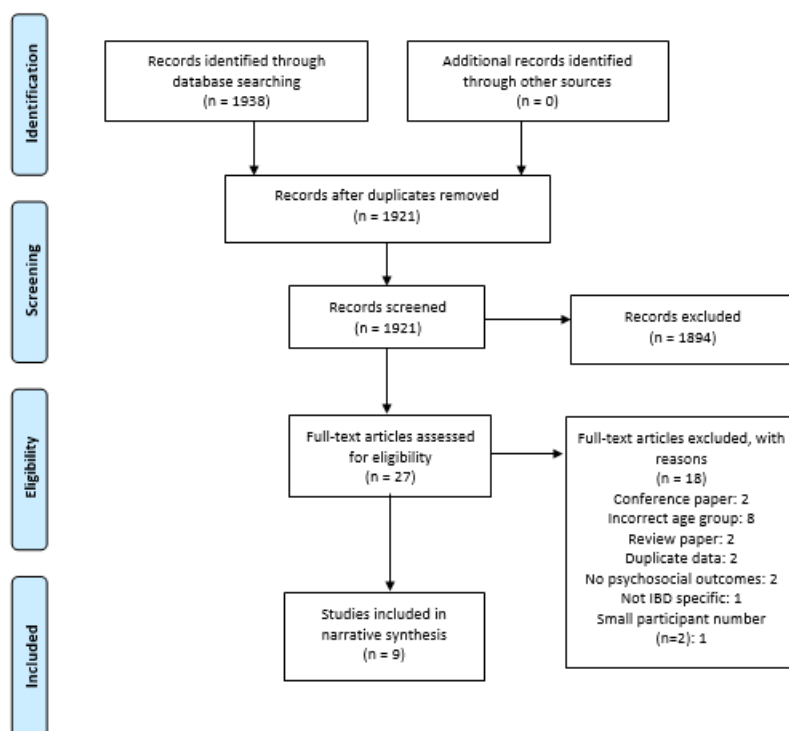 Identification
Records identified through
database searching
(n = 1938)
Additional records identified
through other sources
(n = 0)
Records after duplicates removed
(n = 1921)
Screening
Records screened
(n = 1921)
Records excluded
(n = 1894)
Eligibility
Full-text articles assessed
for eligibility
(n = 27)
Full-text articles excluded, with
reasons
(n = 18)
Conference paper: 2
Incorrect age group: 8
Review paper: 2
Duplicate data: 2
No psychosocial outcomes: 2
Not IBD specific: 1
Small participant number
(n=2): 1
Included
Studies included in
narrative synthesis
(n = 9)